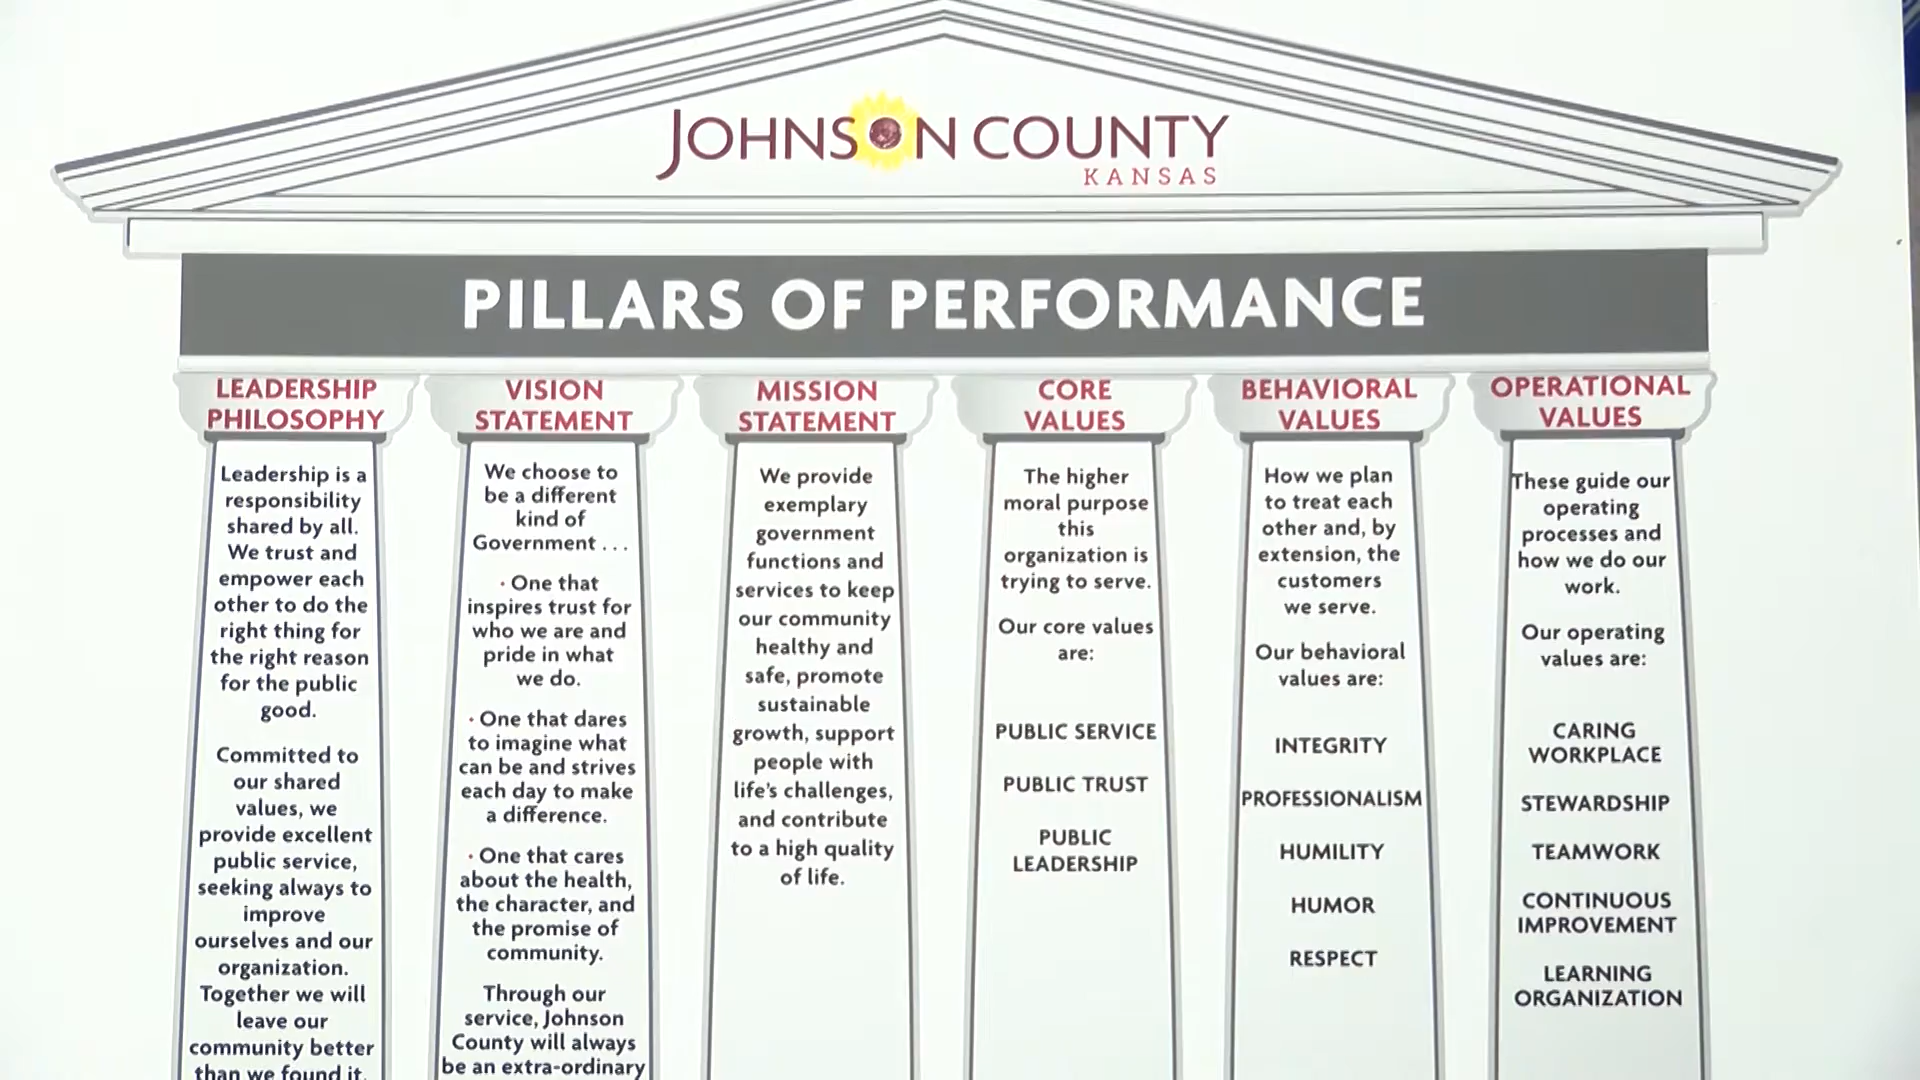 JOHNSON COUNTY
KANSAS
PILLARS OF PERFORMANCE
LEADERSHIP
PHILOSOPHY
Leadership is a
responsibility
shared by all.
We trust and
empower each
other to do the
right thing for
the right reason
for the public
good.
Committed to
our shared
values, we
provide excellent
public service,
seeking always to
improve
ourselves and our
organization.
Together we will
leave our
community better
than we found it.
VISION
STATEMENT
We choose to
be a different
kind of
Government . . .
· One that
inspires trust for
who we are and
pride in what
we do.
· One that dares
to imagine what
can be and strives
each day to make
a difference.
· One that cares
about the health,
the character, and
the promise of
community.
Through our
service, Johnson
County will always
be an extra-ordinary
MISSION
STATEMENT
We provide
exemplary
government
functions and
services to keep
our community
healthy and
safe, promote
sustainable
growth, support
people with
life's challenges,
and contribute
to a high quality
of life.
CORE
VALUES
The higher
moral purpose
this
organization is
trying to serve.
Our core values
are:
PUBLIC SERVICE
PUBLIC TRUST
PUBLIC
LEADERSHIP
BEHAVIORAL
VALUES
How we plan
to treat each
other and, by
extension, the
customers
we serve.
Our behavioral
values are:
INTEGRITY
PROFESSIONALISM
HUMILITY
HUMOR
RESPECT
OPERATIONAL
VALUES
These guide our
operating
processes and
how we do our
work.
Our operating
values are:
CARING
WORKPLACE
STEWARDSHIP
TEAMWORK
CONTINUOUS
IMPROVEMENT
LEARNING
ORGANIZATION